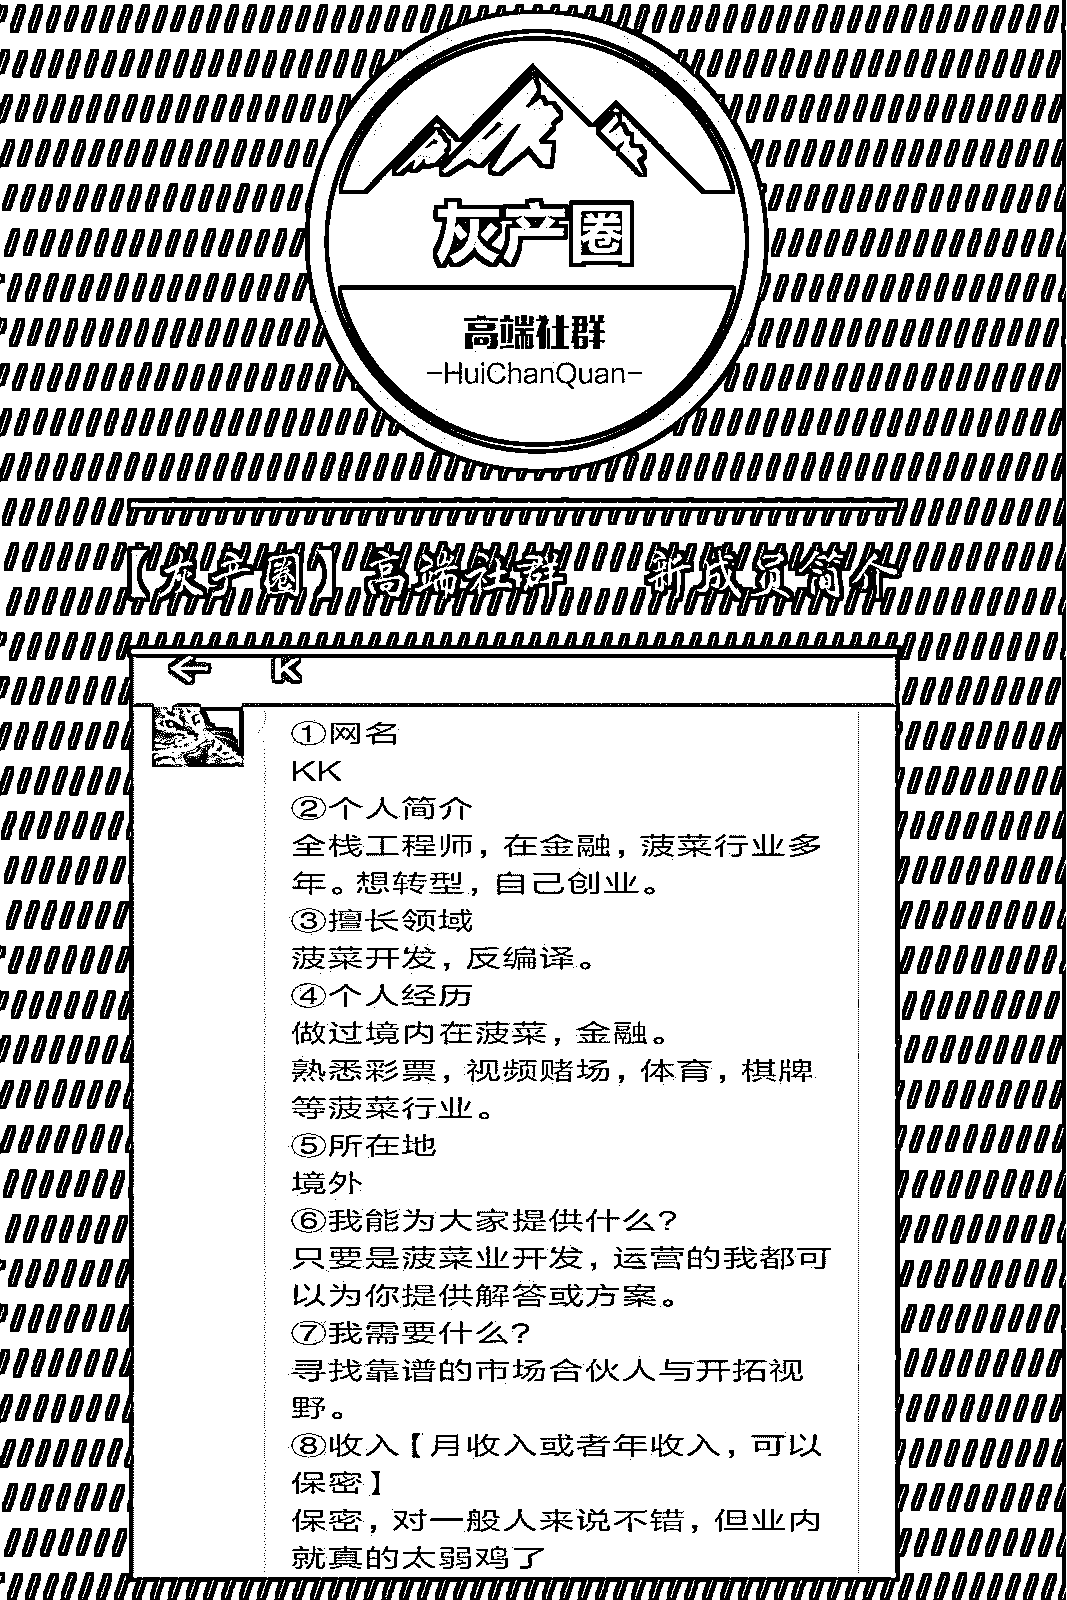 灰产圈
高端社群
-HuiChanQuan-
【灰产圈】高端社群 新成员简介
← K
①网名
KK
②个人简介
全栈工程师，在金融，菠菜行业多
年。想转型，自己创业。
③擅长领域
菠菜开发，反编译。
④个人经历
做过境内在菠菜，金融。
熟悉彩票，视频赌场，体育，棋牌
等菠菜行业。
⑤所在地
境外
⑥我能为大家提供什么?
只要是菠菜业开发，运营的我都可
以为你提供解答或方案。
⑦我需要什么?
寻找靠谱的市场合伙人与开拓视
野。
⑧收入【月收入或者年收入，可以
保密】
保密，对一般人来说不错，但业内
就真的太弱鸡了